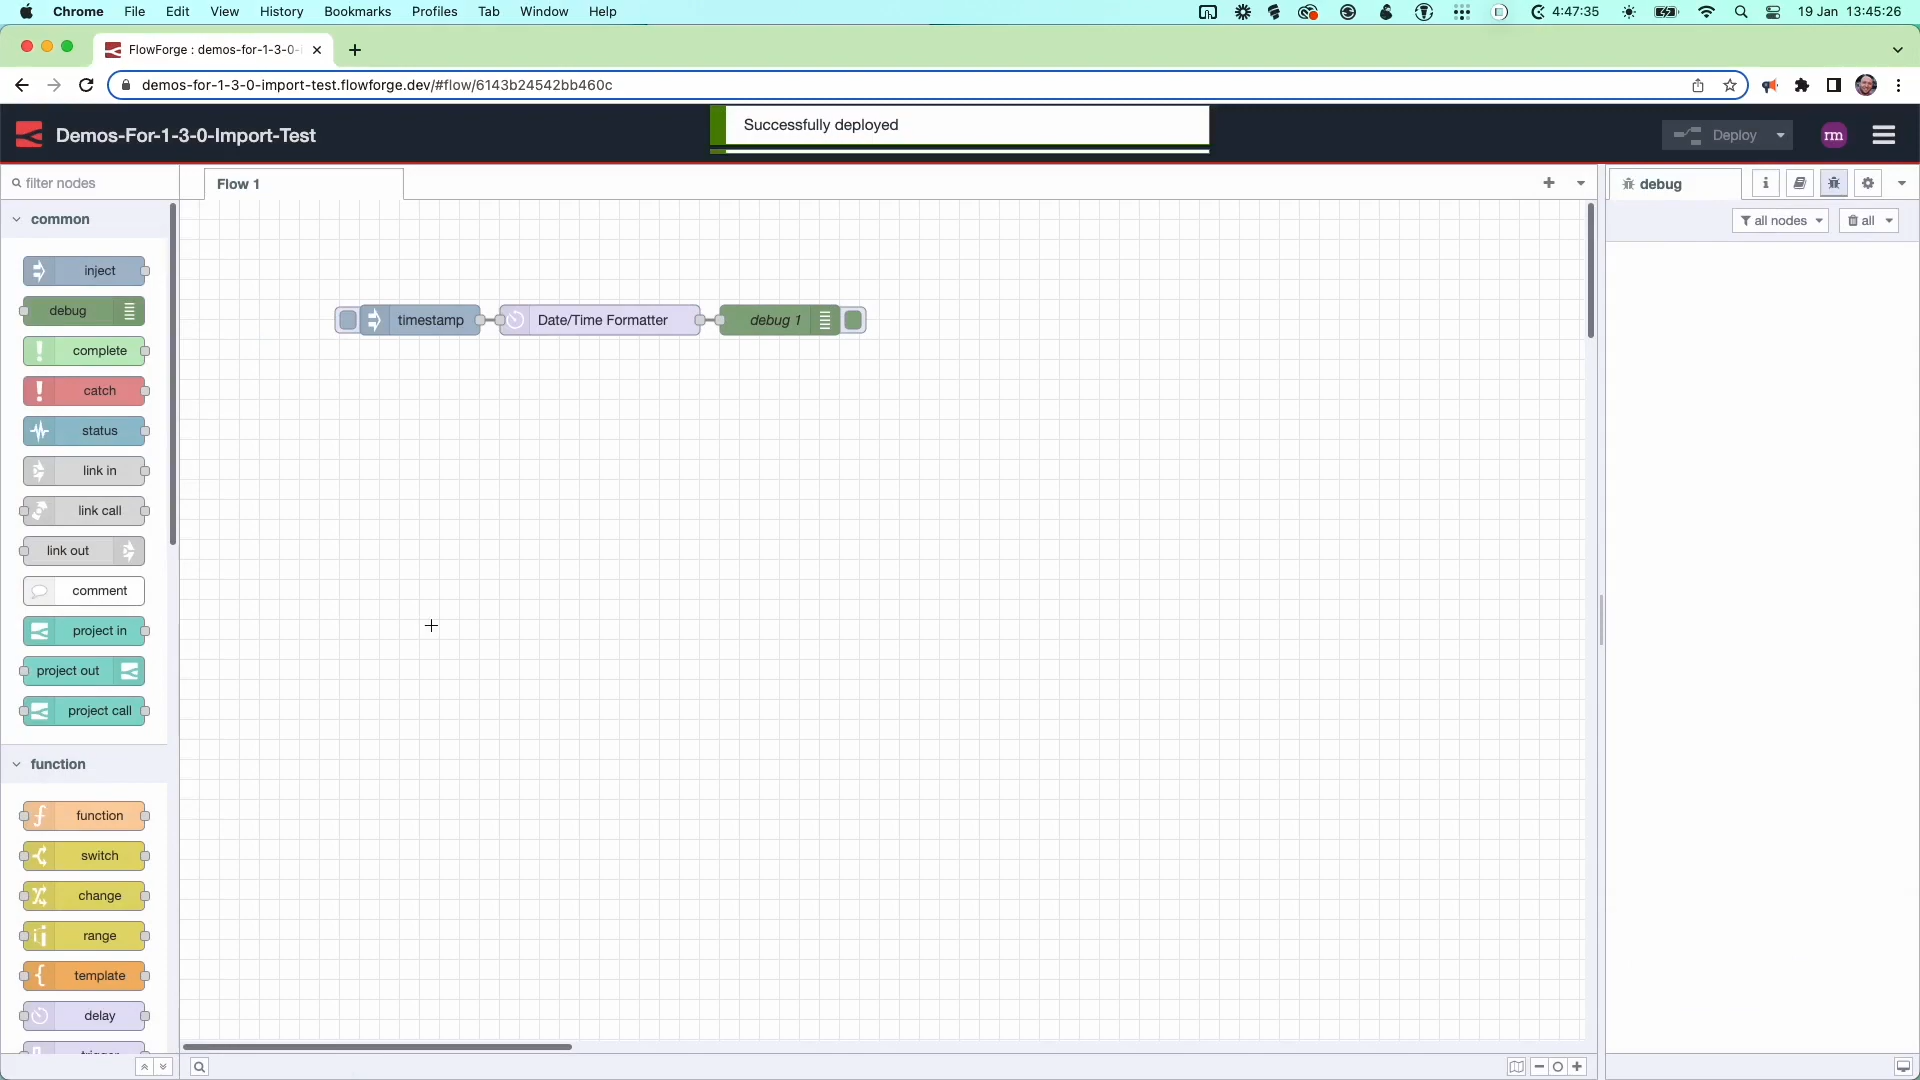 Chrome File Edit View History Bookmarks Profiles Tab Window Help 4:47:35 19 Jan 13:45:26
FlowForge : demos-for-1-3-0-
demos-for-1-3-0-import-test.flowforge.dev/#flow/6143b24542bb460c
Demos-For-1-3-0-Import-Test
Successfully deployed
Deploy
rm
filter nodes
Flow 1
debug
all nodes
all
common
inject
debug
complete
catch
status
link in
link call
link out
comment
project in
project out
project call
function
function
switch
change
range
template
delay
timestamp
Date/Time Formatter
debug 1